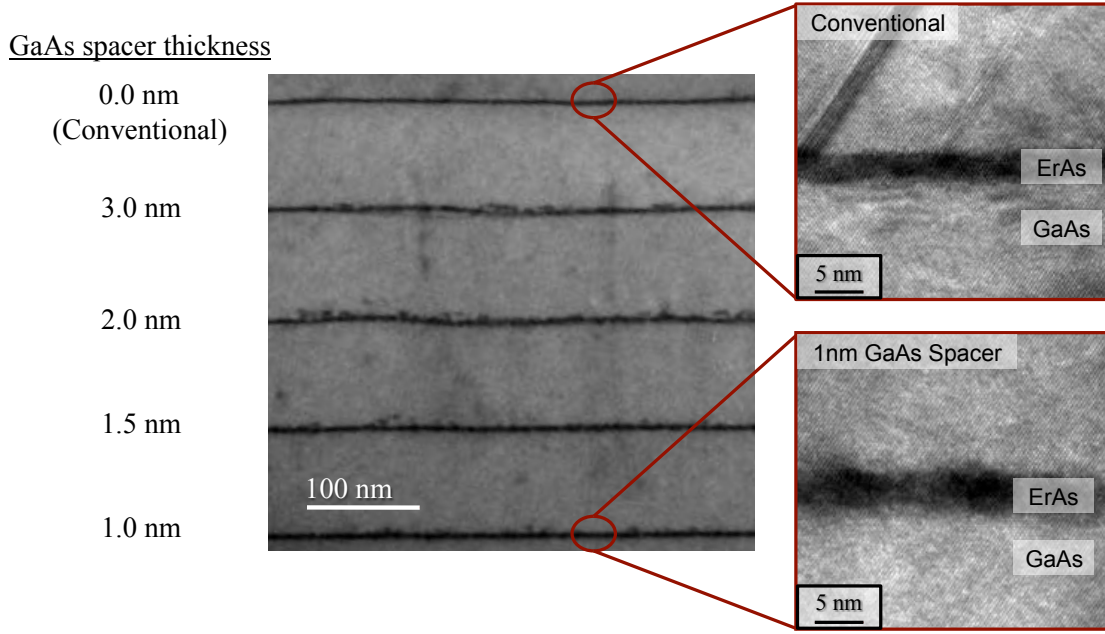 GaAs spacer thickness
0.0 nm
(Conventional)
3.0 nm
2.0 nm
1.5 nm
1.0 nm
100 nm
Conventional
ErAs
GaAs
5 nm
1nm GaAs Spacer
ErAs
GaAs
5 nm